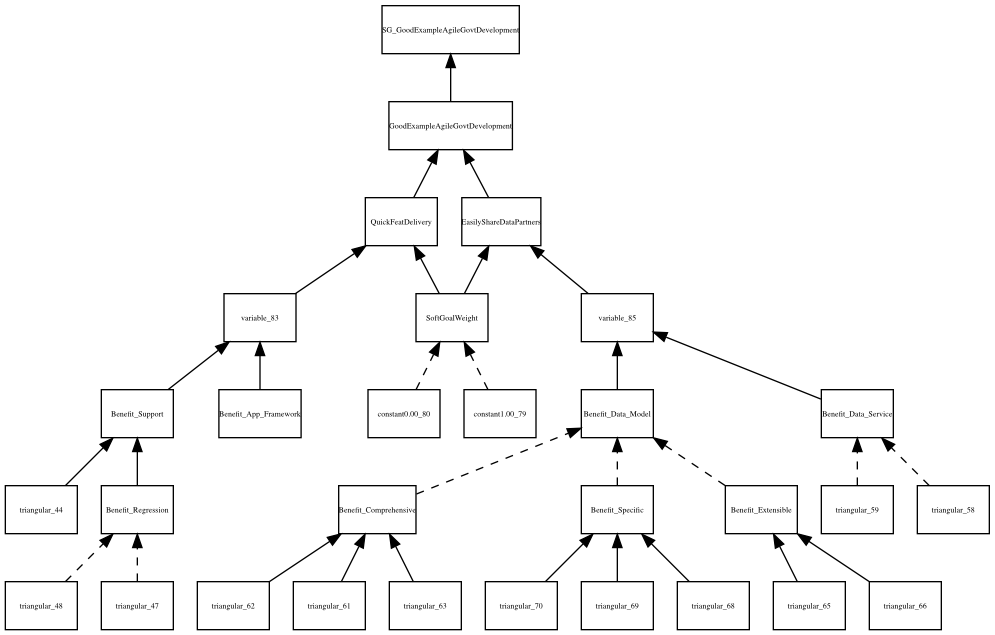 SG_GoodExampleAgileGovtDevelopment
GoodExampleAgileGovtDevelopment
QuickFeatDelivery
EasilyShareDataPartners
variable_83
SoftGoalWeight
variable_85
Benefit_Support
Benefit_App_Framework
constant0.00_80
constant1.00_79
Benefit_Data_Model
Benefit_Data_Service
triangular_44
Benefit_Regression
Benefit_Comprehensive
Benefit_Specific
Benefit_Extensible
triangular_59
triangular_58
triangular_48
triangular_47
triangular_62
triangular_61
triangular_63
triangular_70
triangular_69
triangular_68
triangular_65
triangular_66